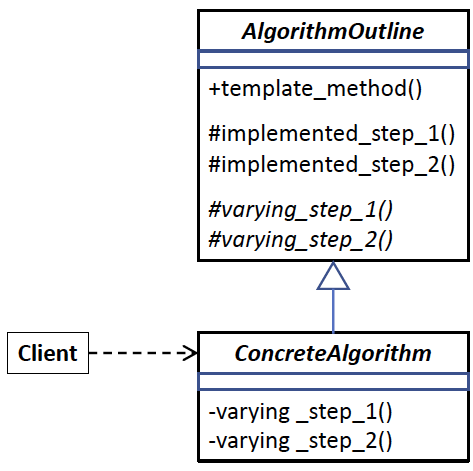 AlgorithmOutline
+template_method()
#implemented_step_1()
#implemented_step_2()
#varying_step_1()
#varying_step_2()
Client
ConcreteAlgorithm
-varying _step_1()
-varying _step_2()